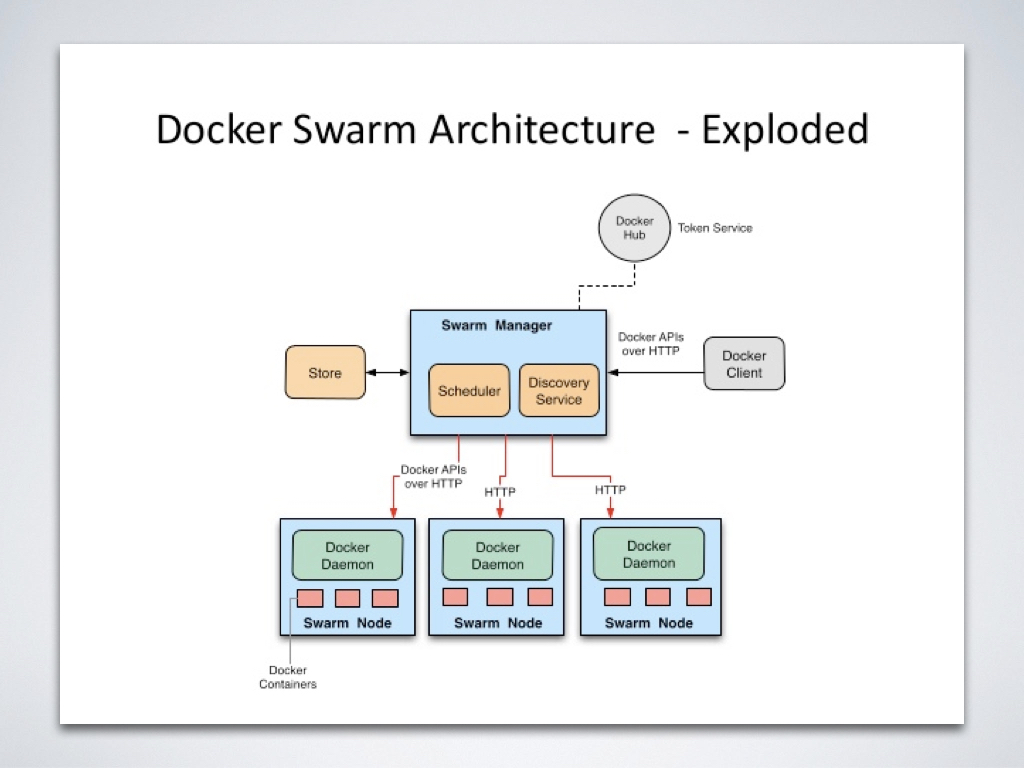 Docker Swarm Architecture - Exploded
Docker
Hub
Token Service
Swarm Manager
Docker APIs
over HTTP
Store
Scheduler
Discovery
Service
Docker
Client
Docker APIs
over HTTP
HTTP
HTTP
Docker
Daemon
Docker
Daemon
Docker
Daemon
Swarm Node
Swarm Node
Swarm Node
Docker
Containers